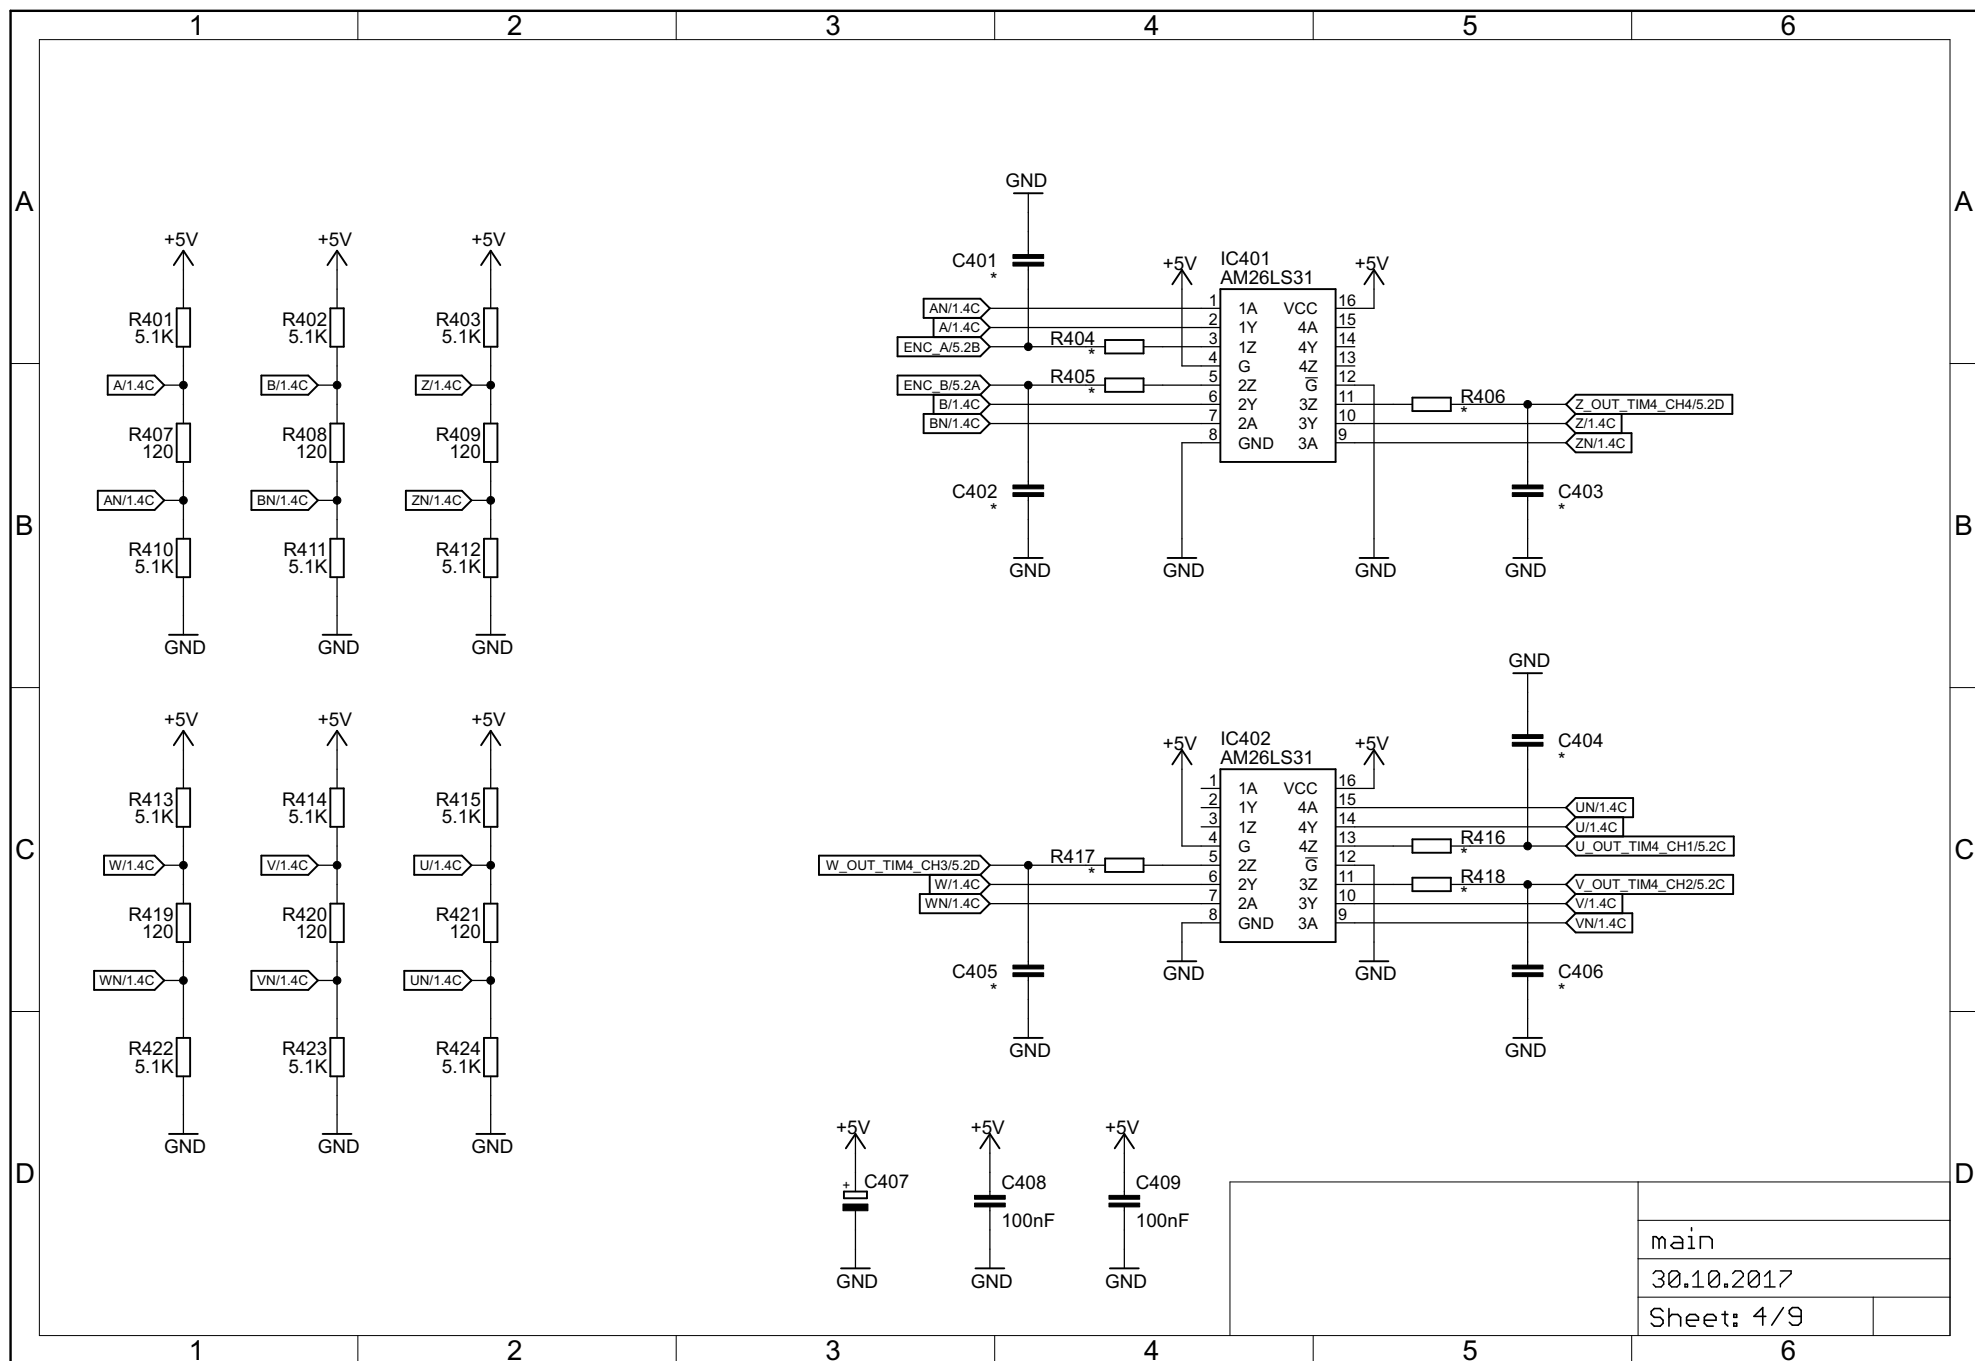 1 2 3 4 5 6
A A
B B
C C
D D
+5V +5V +5V
R401 5.1K
R402 5.1K
R403 5.1K
A/1.4C B/1.4C Z/1.4C
R407 120
R408 120
R409 120
AN/1.4C BN/1.4C ZN/1.4C
R410 5.1K
R411 5.1K
R412 5.1K
GND GND GND
+5V +5V +5V
R413 5.1K
R414 5.1K
R415 5.1K
W/1.4C V/1.4C U/1.4C
R419 120
R420 120
R421 120
WN/1.4C VN/1.4C UN/1.4C
R422 5.1K
R423 5.1K
R424 5.1K
GND GND GND
GND
C401 *
+5V
IC401
AM26LS31
+5V
AN/1.4C
A/1.4C
ENC_A/5.2B
R404 *
ENC_B/5.2A
R405 *
B/1.4C
BN/1.4C
1 1A VCC 16
2 1Y 4A 15
3 1Z 4Y 14
4 G 4Z 13
5 2Z G 12
6 2Y 3Z 11
7 2A 3Y 10
8 GND 3A 9
R406 *
Z_OUT_TIM4_CH4/5.2D
Z/1.4C
ZN/1.4C
C402 *
C403 *
GND GND GND GND
GND
C404 *
+5V
IC402
AM26LS31
+5V
1 1A VCC 16
2 1Y 4A 15
3 1Z 4Y 14
4 G 4Z 13
5 2Z G 12
6 2Y 3Z 11
7 2A 3Y 10
8 GND 3A 9
UN/1.4C
U/1.4C
R416 *
U_OUT_TIM4_CH1/5.2C
W_OUT_TIM4_CH3/5.2D
R417 *
W/1.4C
WN/1.4C
R418 *
V_OUT_TIM4_CH2/5.2C
V/1.4C
VN/1.4C
C405 *
GND GND
C406 *
GND GND
+5V +5V +5V
+ C407
C408
100nF
C409
100nF
GND GND GND
main
30.10.2017
Sheet: 4/9
1 2 3 4 5 6